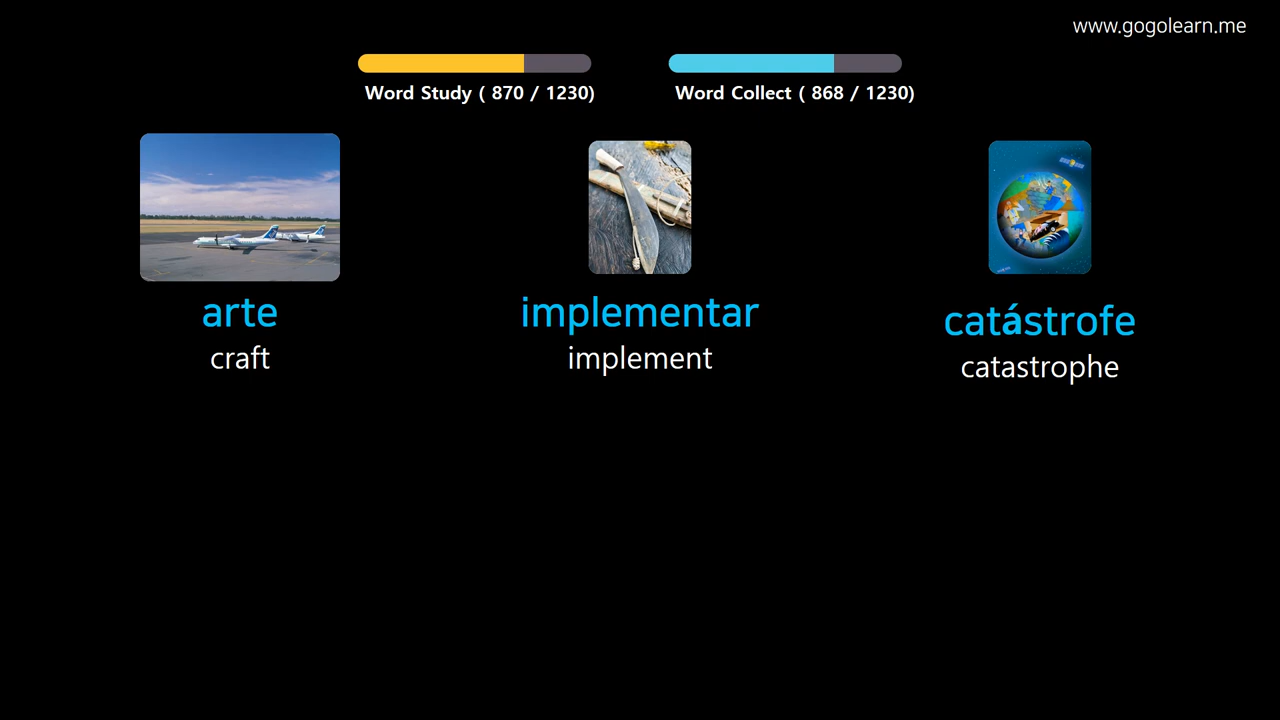 www.gogolearn.me
Word Study ( 870 / 1230)
Word Collect ( 868 / 1230)
arte
craft
implementar
implement
catástrofe
catastrophe